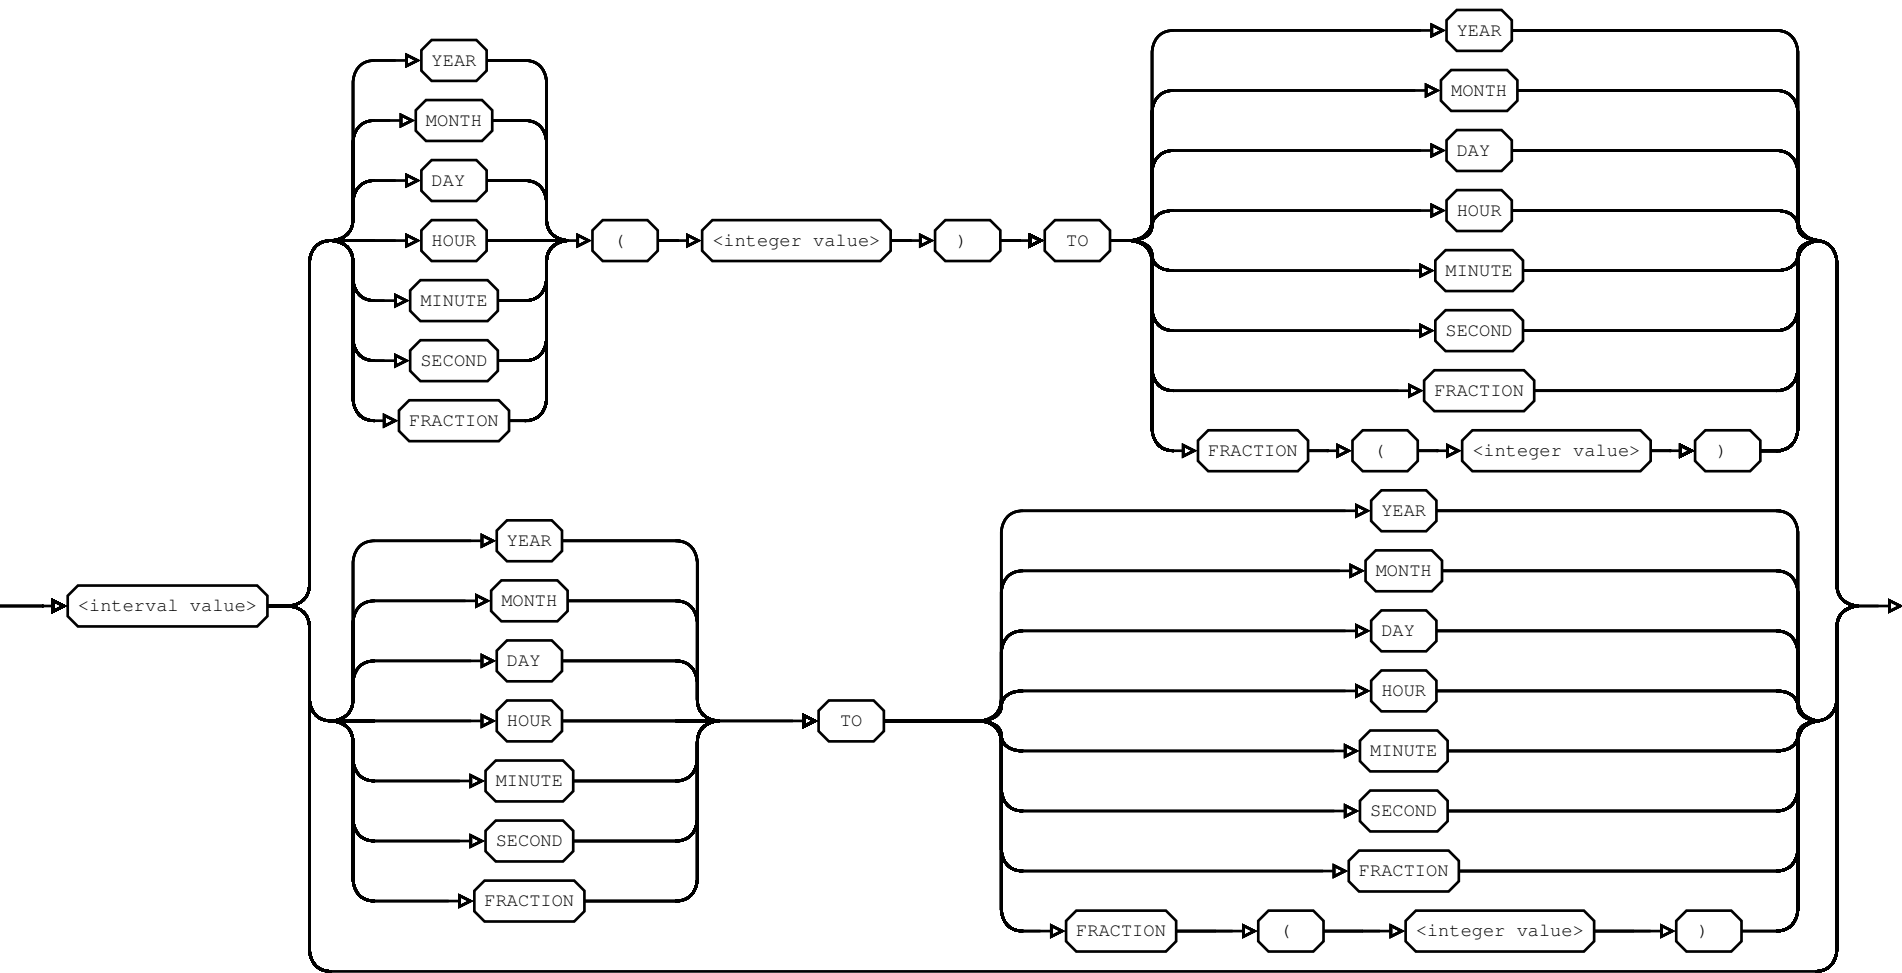 YEAR
YEAR
MONTH
MONTH
DAY
DAY
HOUR
HOUR ( <integer value> ) TO
MINUTE
MINUTE
SECOND
SECOND
FRACTION
FRACTION
FRACTION ( <integer value> )
YEAR
YEAR
MONTH
MONTH
<interval value>
DAY
DAY
HOUR
HOUR TO
MINUTE
MINUTE
SECOND
SECOND
FRACTION
FRACTION
FRACTION ( <integer value> )